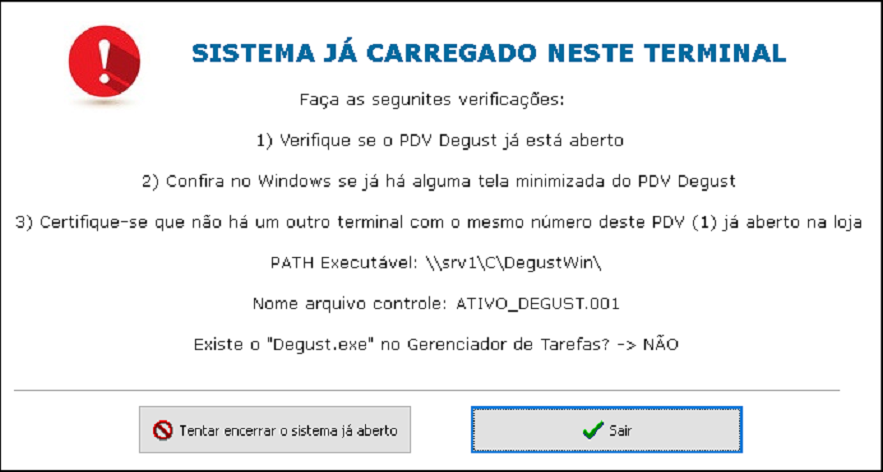 SISTEMA JÁ CARREGADO NESTE TERMINAL
Faça as segunites verificações:
1) Verifique se o PDV Degust já está aberto
2) Confira no Windows se já há alguma tela minimizada do PDV Degust
3) Certifique-se que não há um outro terminal com o mesmo número deste PDV (1) já aberto na loja
PATH Executável: \\srv1\C\DegustWin\
Nome arquivo controle: ATIVO_DEGUST.001
Existe o "Degust.exe" no Gerenciador de Tarefas? -> NÃO
Tentar encerrar o sistema já aberto
Sair